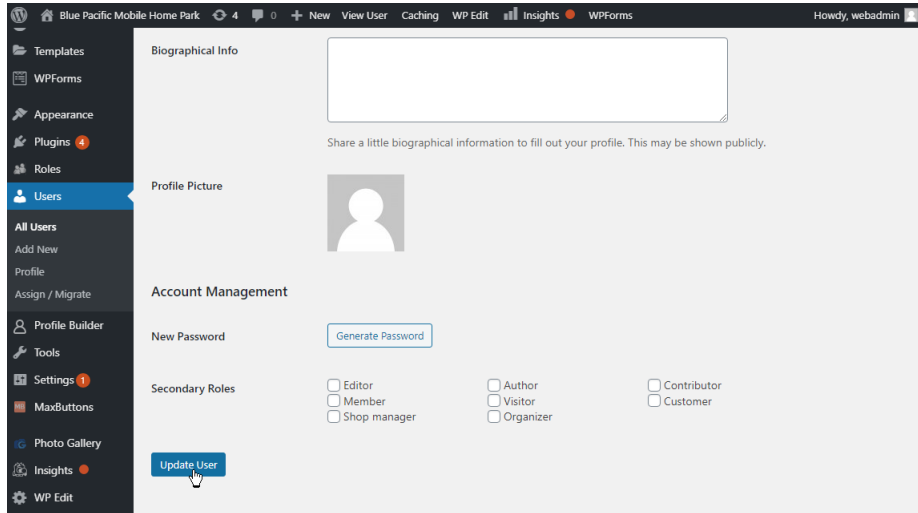 Blue Pacific Mobile Home Park 4 0 + New View User Caching WP Edit Insights WPForms Howdy, webadmin
Templates
WPForms
Appearance
Plugins 4
Roles
Users
All Users
Add New
Profile
Assign / Migrate
Profile Builder
Tools
Settings 1
MaxButtons
Photo Gallery
Insights
WP Edit
Biographical Info
Share a little biographical information to fill out your profile. This may be shown publicly.
Profile Picture
Account Management
New Password Generate Password
Secondary Roles Editor Author Contributor
Member Visitor Customer
Shop manager Organizer
Update User